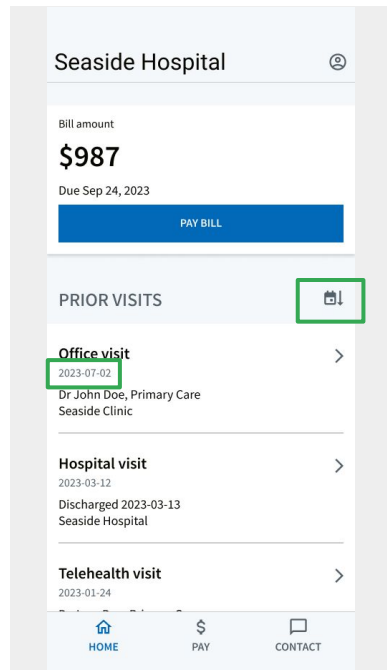 Seaside Hospital
Bill amount
$987
Due Sep 24, 2023
PAY BILL
PRIOR VISITS
Office visit
2023-07-02
Dr John Doe, Primary Care
Seaside Clinic
Hospital visit
2023-03-12
Discharged 2023-03-13
Seaside Hospital
Telehealth visit
2023-01-24
HOME
PAY
CONTACT